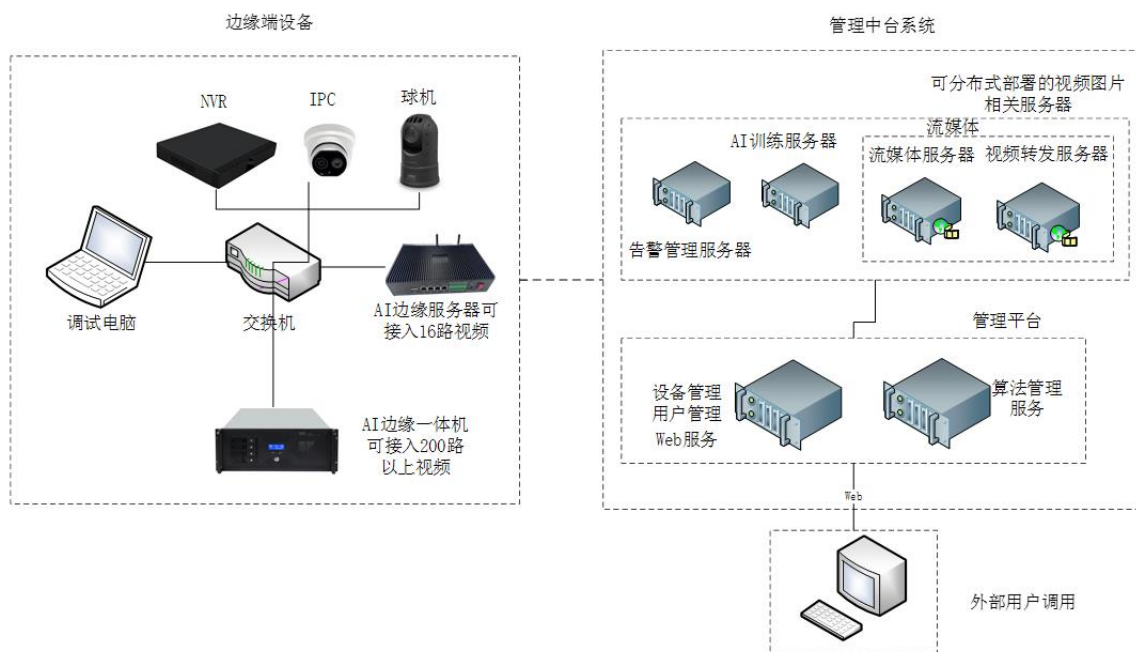 边缘端设备
管理中台系统
NVR
IPC
球机
可分布式部署的视频图片
相关服务器
流媒体
AI训练服务器
流媒体服务器
视频转发服务器
告警管理服务器
调试电脑
交换机
AI边缘服务器可
接入16路视频
管理平台
设备管理
用户管理
Web服务
算法管理
服务
AI边缘一体机
可接入200路
以上视频
Web
外部用户调用